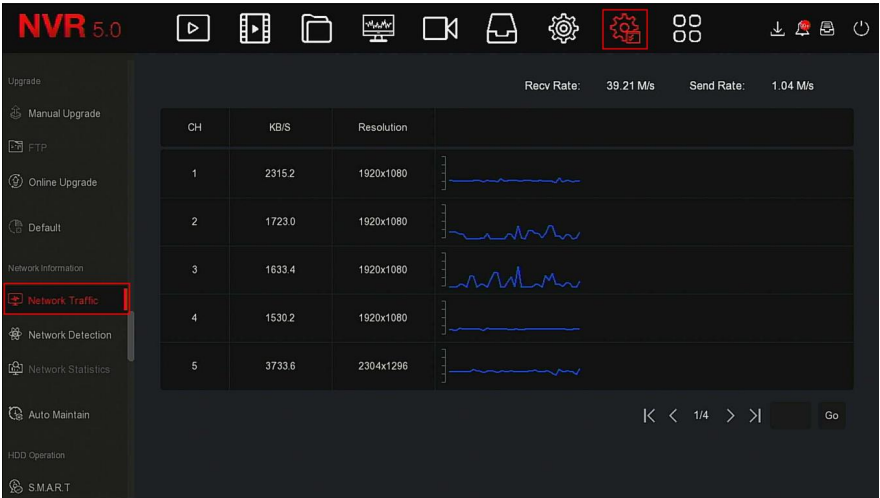 NVR 5.0
Recv Rate: 39.21 M/s Send Rate: 1.04 M/s
Upgrade
Manual Upgrade
FTP
Online Upgrade
Default
Network Information
Network Traffic
Network Detection
Network Statistics
Auto Maintain
HDD Operation
S.M.A.R.T
CH KB/S Resolution
1 2315.2 1920x1080
2 1723.0 1920x1080
3 1633.4 1920x1080
4 1530.2 1920x1080
5 3733.6 2304x1296
1/4 Go